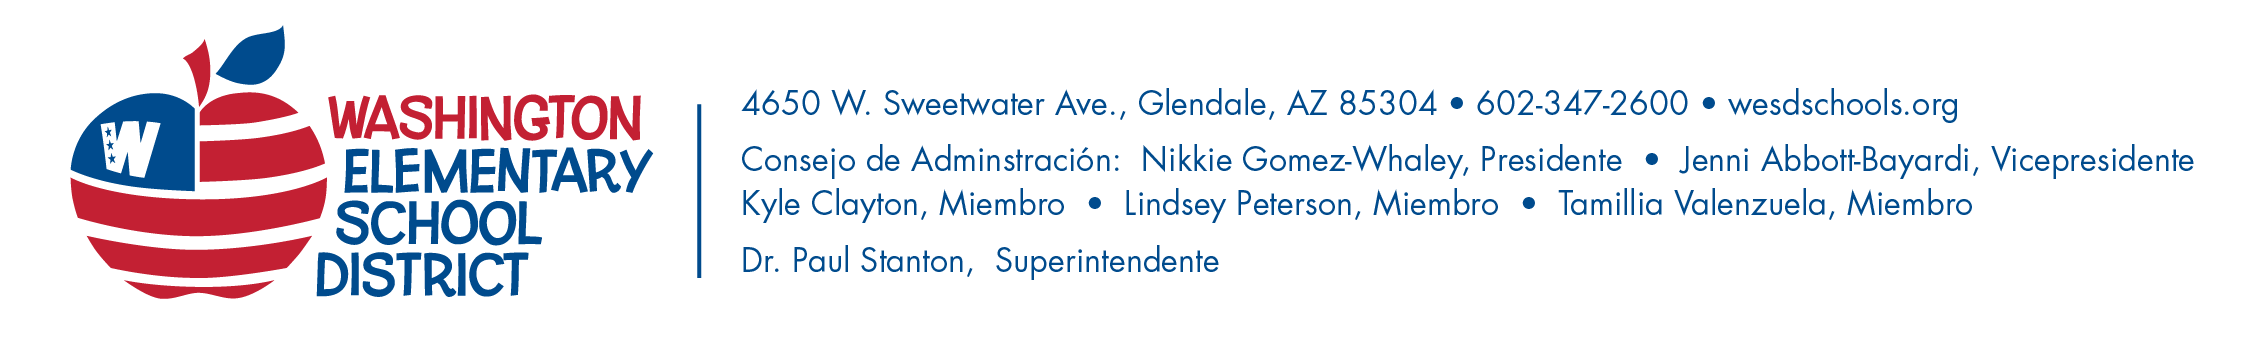 W
WASHINGTON
ELEMENTARY
SCHOOL
DISTRICT
4650 W. Sweetwater Ave., Glendale, AZ 85304 • 602-347-2600 • wesdschools.org
Consejo de Adminstración: Nikkie Gomez-Whaley, Presidente • Jenni Abbott-Bayardi, Vicepresidente
Kyle Clayton, Miembro • Lindsey Peterson, Miembro • Tamillia Valenzuela, Miembro
Dr. Paul Stanton, Superintendente